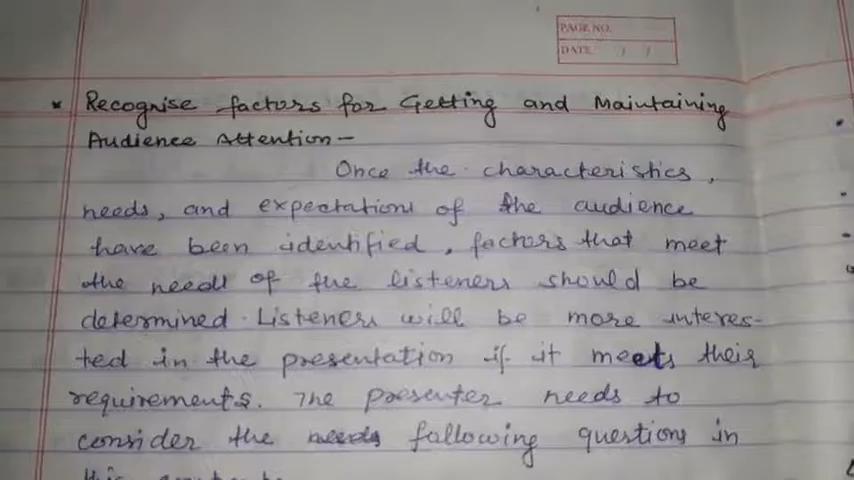 PAGE NO.
DATE / /
* Recognise factors for Getting and Maintaining
Audience Attention -
Once the characteristics,
needs, and expectations of the audience
have been identified, factors that meet
the needs of the listeners should be
determined. Listeners will be more interes-
ted in the presentation if it meets their
requirements. The presenter needs to
consider the needs following questions in